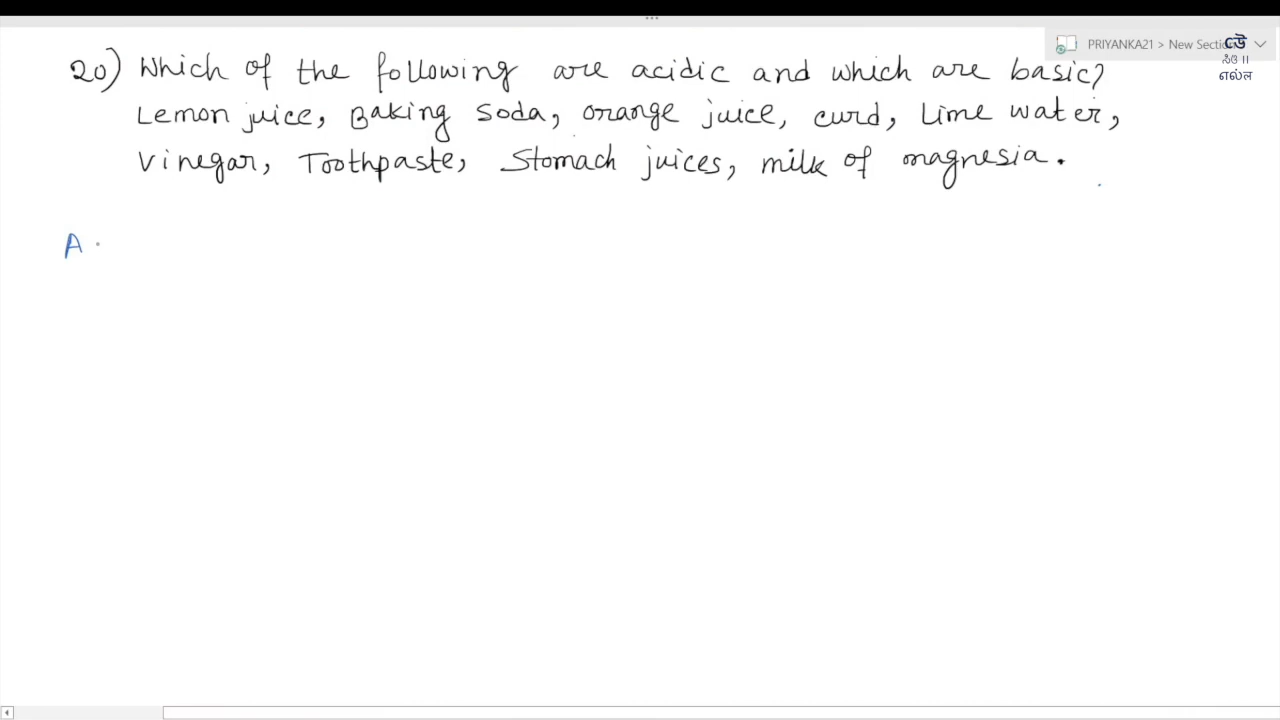 PRIYANKA21 > New Section
20) Which of the following are acidic and which are basic?
Lemon juice, Baking soda, orange juice, curd, Lime water,
Vinegar, Toothpaste, Stomach juices, milk of magnesia.
A